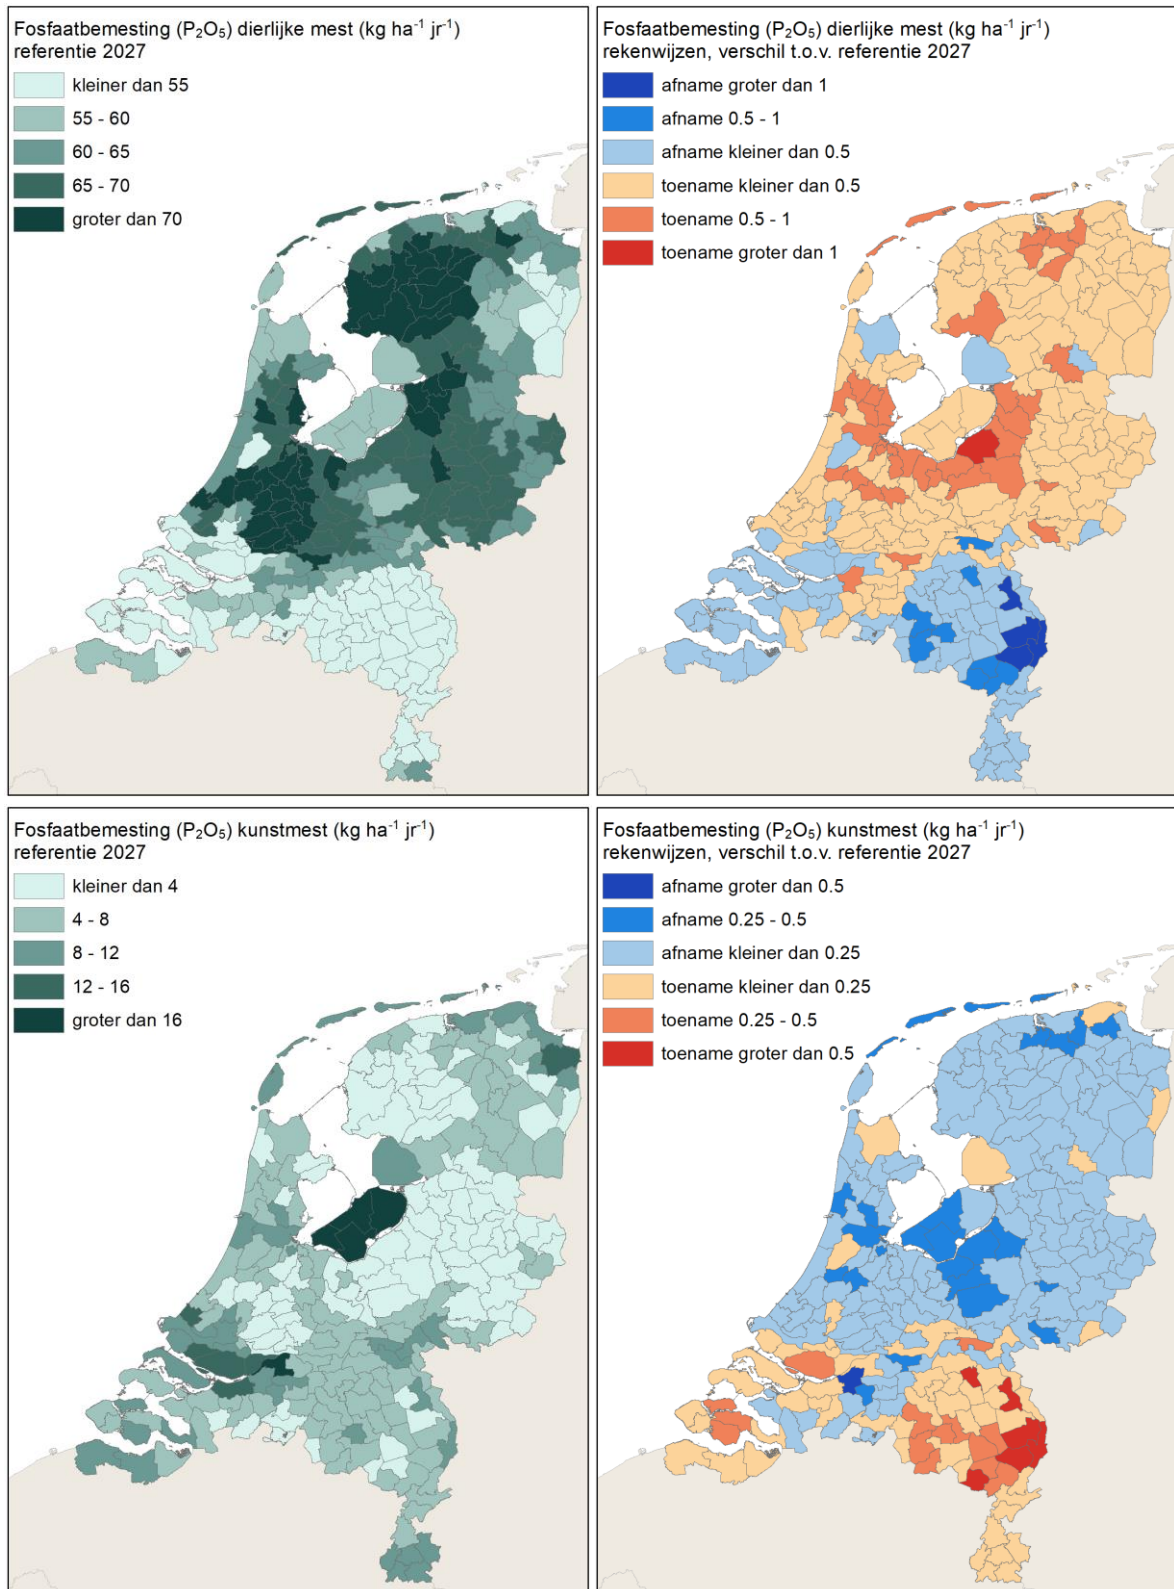 Fosfaatbemesting (P₂O₅) dierlijke mest (kg ha⁻¹ jr⁻¹)
referentie 2027
kleiner dan 55
55 - 60
60 - 65
65 - 70
groter dan 70
Fosfaatbemesting (P₂O₅) dierlijke mest (kg ha⁻¹ jr⁻¹)
rekenwijzen, verschil t.o.v. referentie 2027
afname groter dan 1
afname 0.5 - 1
afname kleiner dan 0.5
toename kleiner dan 0.5
toename 0.5 - 1
toename groter dan 1
Fosfaatbemesting (P₂O₅) kunstmest (kg ha⁻¹ jr⁻¹)
referentie 2027
kleiner dan 4
4 - 8
8 - 12
12 - 16
groter dan 16
Fosfaatbemesting (P₂O₅) kunstmest (kg ha⁻¹ jr⁻¹)
rekenwijzen, verschil t.o.v. referentie 2027
afname groter dan 0.5
afname 0.25 - 0.5
afname kleiner dan 0.25
toename kleiner dan 0.25
toename 0.25 - 0.5
toename groter dan 0.5